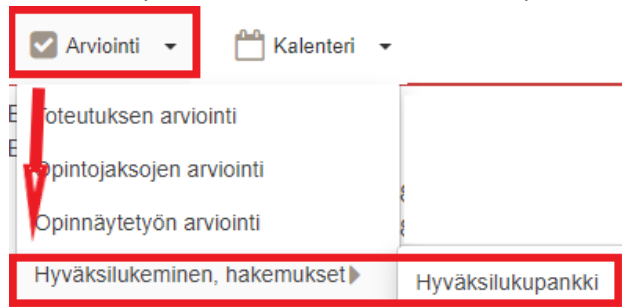 Arviointi Kalenteri
Toteutuksen arviointi
Opintojaksojen arviointi
Opinnäytetyön arviointi
Hyväksilukeminen, hakemukset Hyväksilukupankki